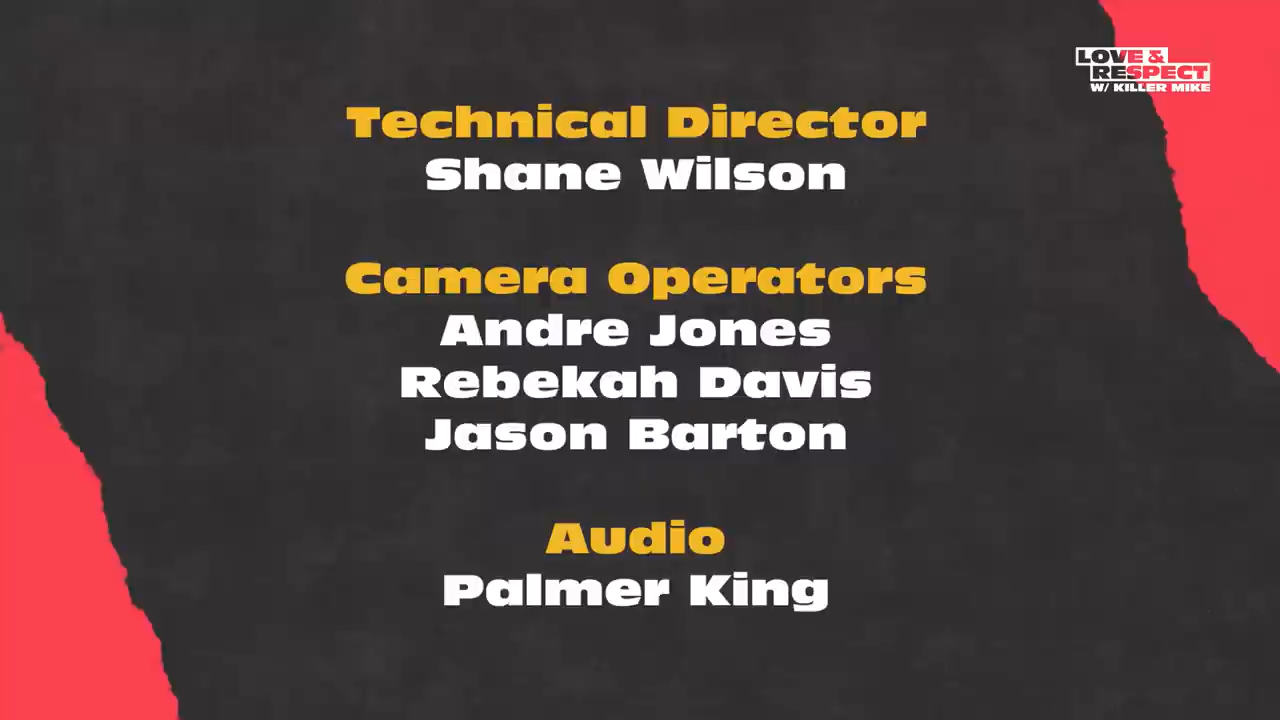 LOVE &
RESPECT
W/ KILLER MIKE
Technical Director
Shane Wilson
Camera Operators
Andre Jones
Rebekah Davis
Jason Barton
Audio
Palmer King